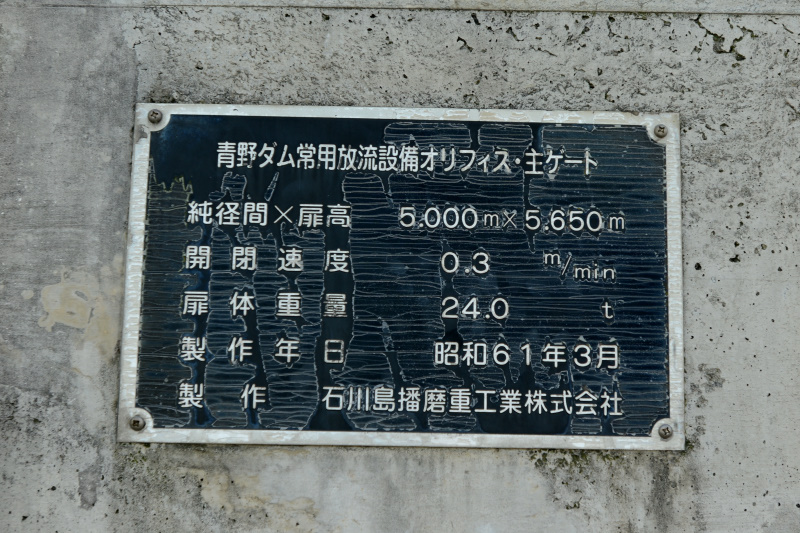 青野ダム常用放流設備オリフィス・主ゲート
純径間×扉高 5.000m×5.650m
開閉速度 0.3 m/min
扉体重量 24.0 t
製作年日 昭和61年3月
製作 石川島播磨重工業株式会社